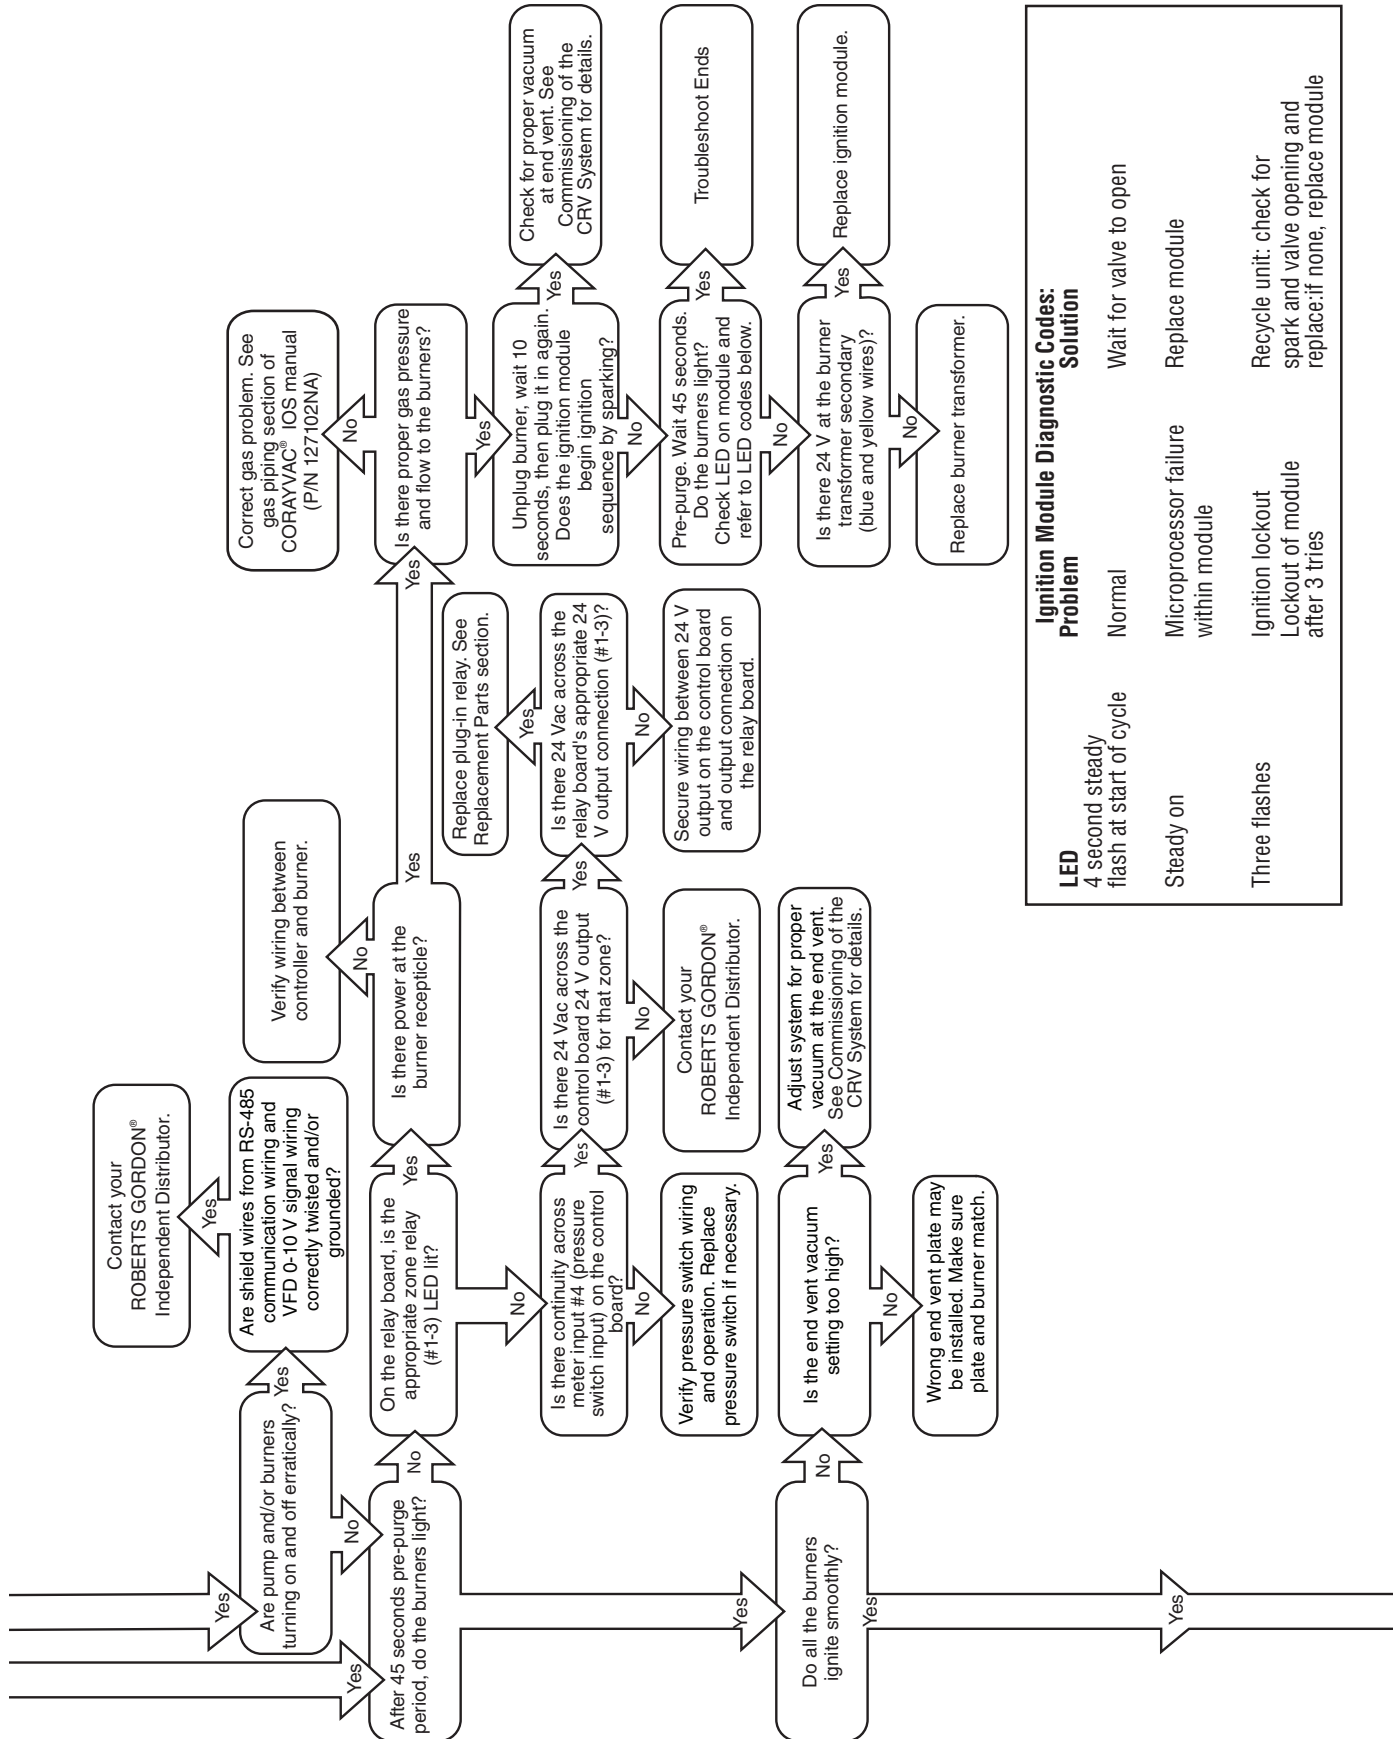 Yes
Yes
Are pump and/or burners
turning on and off erratically?
Yes
Are shield wires from RS-485
communication wiring and
VFD 0-10 V signal wiring
correctly twisted and/or
grounded?
Yes
Contact your
ROBERTS GORDON®
Independent Distributor.
No
After 45 seconds pre-purge
period, do the burners light?
No
On the relay board, is the
appropriate zone relay
(#1-3) LED lit?
Yes
Is there power at the
burner recepticle?
No
Verify wiring between
controller and burner.
Yes
Yes
Is there proper gas pressure
and flow to the burners?
No
Correct gas problem. See
gas piping section of
CORAYVAC® IOS manual
(P/N 127102NA)
Yes
Unplug burner, wait 10
seconds, then plug it in again.
Does the ignition module
begin ignition
sequence by sparking?
Yes
Check for proper vacuum
at end vent. See
Commissioning of the
CRV System for details.
No
Pre-purge. Wait 45 seconds.
Do the burners light?
Check LED on module and
refer to LED codes below.
Yes
Troubleshoot Ends
No
Is there 24 V at the burner
transformer secondary
(blue and yellow wires)?
Yes
Replace ignition module.
No
Replace burner transformer.
No
Is there continuity across
meter input #4 (pressure
switch input) on the control
board?
Yes
Is there 24 Vac across the
control board 24 V output
(#1-3) for that zone?
Yes
Is there 24 Vac across the
relay board's appropriate 24
V output connection (#1-3)?
Yes
Replace plug-in relay. See
Replacement Parts section.
No
Secure wiring between 24 V
output on the control board
and output connection on
the relay board.
No
Contact your
ROBERTS GORDON®
Independent Distributor.
No
Verify pressure switch wiring
and operation. Replace
pressure switch if necessary.
Yes
Do all the burners
ignite smoothly?
No
Is the end vent vacuum
setting too high?
Yes
Adjust system for proper
vacuum at the end vent.
See Commissioning of the
CRV System for details.
No
Wrong end vent plate may
be installed. Make sure
plate and burner match.
Yes
Yes
Ignition Module Diagnostic Codes:
LED Problem Solution
4 second steady
flash at start of cycle Normal Wait for valve to open
Steady on Microprocessor failure Replace module
within module
Three flashes Ignition lockout Recycle unit: check for
Lockout of module spark and valve opening and
after 3 tries replace:if none, replace module